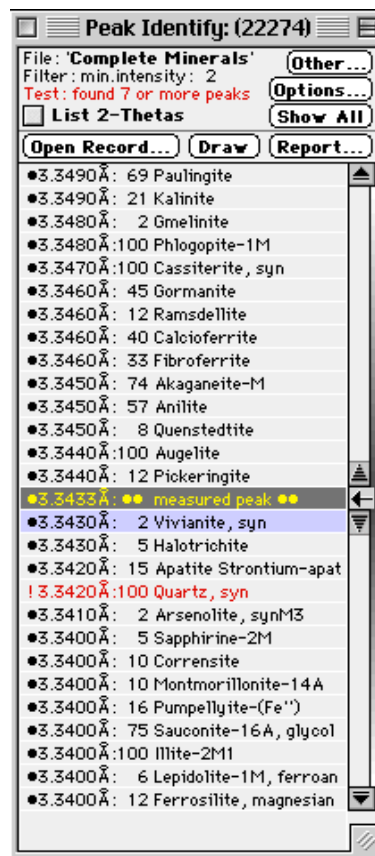 Peak Identify: (22274)
File: 'Complete Minerals'
Other...
Filter: min.intensity: 2
Test: found 7 or more peaks
Options...
List 2-Thetas
Show All
Open Record...
Draw
Report...
●3.3490Å: 69 Paulingite
●3.3490Å: 21 Kalinite
●3.3480Å: 2 Gmelinite
●3.3480Å:100 Phlogopite-1M
●3.3470Å:100 Cassiterite, syn
●3.3460Å: 45 Gormanite
●3.3460Å: 12 Ramsdellite
●3.3460Å: 40 Calcioferrite
●3.3460Å: 33 Fibroferrite
●3.3450Å: 74 Akaganeite-M
●3.3450Å: 57 Anilite
●3.3450Å: 8 Quenstedtite
●3.3440Å:100 Augelite
●3.3440Å: 12 Pickeringite
●3.3433Å: ●● measured peak ●●
●3.3430Å: 2 Vivianite, syn
●3.3430Å: 5 Halotrichite
●3.3420Å: 15 Apatite Strontium-apat
!3.3420Å:100 Quartz, syn
●3.3410Å: 2 Arsenolite, synM3
●3.3400Å: 5 Sapphirine-2M
●3.3400Å: 10 Corrensite
●3.3400Å: 10 Montmorillonite-14A
●3.3400Å: 16 Pumpellyite-(Fe'')
●3.3400Å: 75 Sauconite-16A, glycol
●3.3400Å:100 Illite-2M1
●3.3400Å: 6 Lepidolite-1M, ferroan
●3.3400Å: 12 Ferrosilite, magnesian